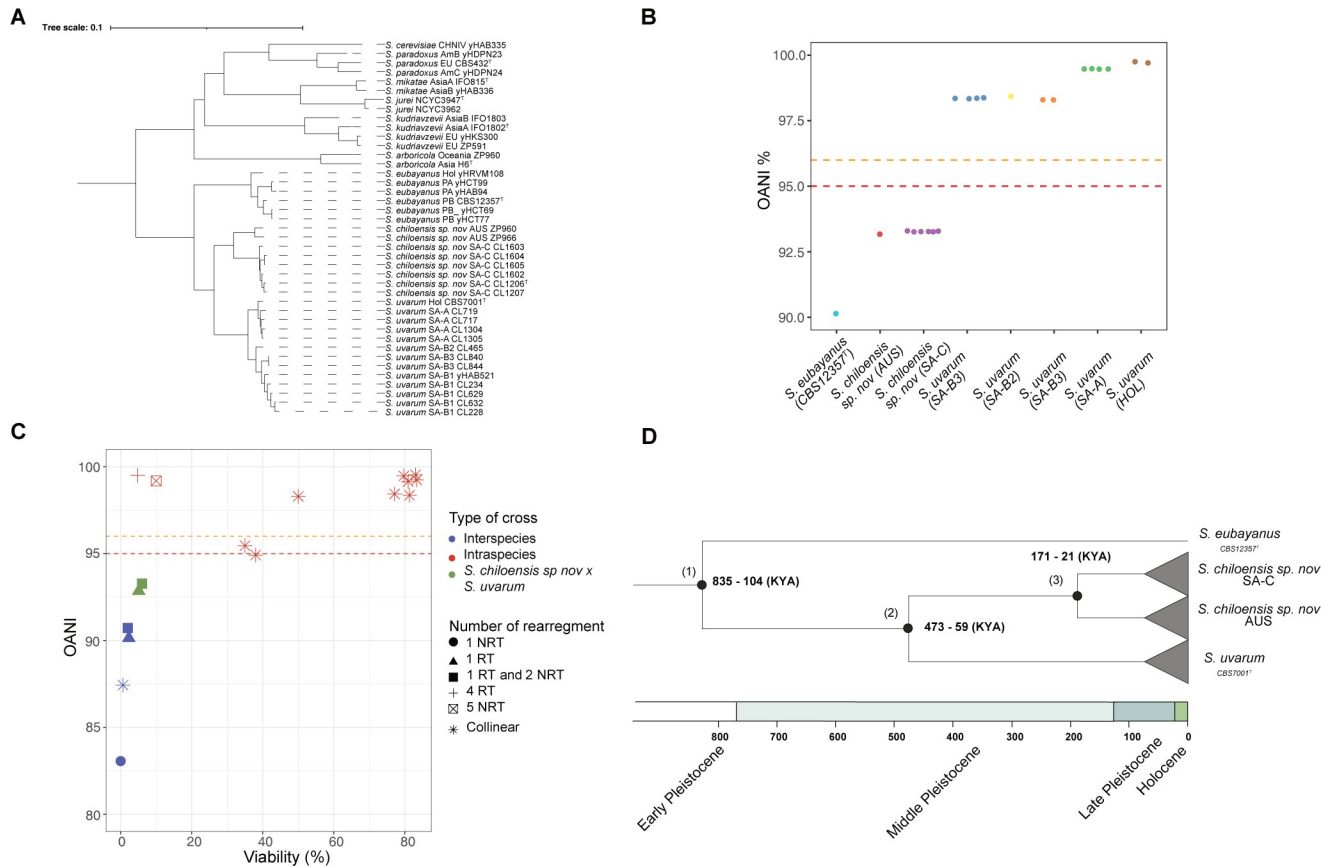 A
Tree scale: 0.1
S. cerevisiae CHNIV yHAB335
S. paradoxus AmB yHDPN23
S. paradoxus EU CBS432ᵀ
S. paradoxus AmC yHDPN24
S. mikatae AsiaA IFO815ᵀ
S. mikatae AsiaB yHAB336
S. jurei NCYC3947ᵀ
S. jurei NCYC3962
S. kudriavzevii AsiaB IFO1803
S. kudriavzevii AsiaA IFO1802ᵀ
S. kudriavzevii EU yHKS300
S. kudriavzevii EU ZP591
S. arboricola Oceania ZP960
S. arboricola Asia H6ᵀ
S. eubayanus Hol yHRVM108
S. eubayanus PA yHCT99
S. eubayanus PA yHAB94
S. eubayanus PB CBS12357ᵀ
S. eubayanus PB_ yHCT69
S. eubayanus PB yHCT77
S. chiloensis sp. nov AUS ZP960
S. chiloensis sp. nov AUS ZP966
S. chiloensis sp. nov SA-C CL1603
S. chiloensis sp. nov SA-C CL1604
S. chiloensis sp. nov SA-C CL1605
S. chiloensis sp. nov SA-C CL1602
S. chiloensis sp. nov SA-C CL1206ᵀ
S. chiloensis sp. nov SA-C CL1207
S. uvarum Hol CBS7001ᵀ
S. uvarum SA-A CL719
S. uvarum SA-A CL717
S. uvarum SA-A CL1304
S. uvarum SA-A CL1305
S. uvarum SA-B2 CL465
S. uvarum SA-B3 CL840
S. uvarum SA-B3 CL844
S. uvarum SA-B1 yHAB521
S. uvarum SA-B1 CL234
S. uvarum SA-B1 CL629
S. uvarum SA-B1 CL632
S. uvarum SA-B1 CL228
B
OANI %
100.0
97.5
95.0
92.5
90.0
S. eubayanus
(CBS12357ᵀ)
S. chiloensis
sp. nov (AUS)
S. chiloensis
sp. nov (SA-C)
S. uvarum
(SA-B3)
S. uvarum
(SA-B2)
S. uvarum
(SA-B3)
S. uvarum
(SA-A)
S. uvarum
(HOL)
C
OANI
100
95
90
85
80
0 20 40 60 80
Viability (%)
Type of cross
Interspecies
Intraspecies
S. chiloensis sp nov x
S. uvarum
Number of rearregment
1 NRT
1 RT
1 RT and 2 NRT
4 RT
5 NRT
Collinear
D
S. eubayanus
CBS12357ᵀ
171 - 21 (KYA)
(1)
835 - 104 (KYA)
(3)
S. chiloensis sp. nov
SA-C
(2)
S. chiloensis sp. nov
AUS
473 - 59 (KYA)
S. uvarum
CBS7001ᵀ
800 700 600 500 400 300 200 100 0
Early Pleistocene
Middle Pleistocene
Late Pleistocene
Holocene